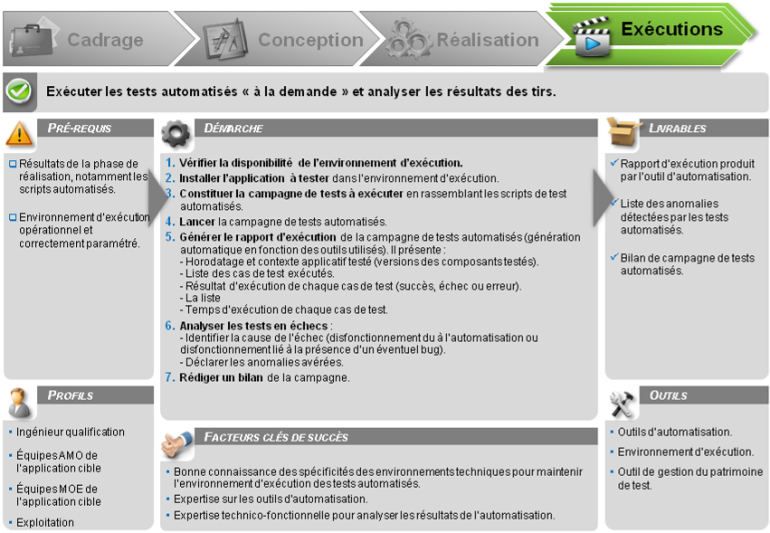 Cadrage
Conception
Réalisation
Exécutions
Exécuter les tests automatisés « à la demande » et analyser les résultats des tirs.
PRÉ-REQUIS
Résultats de la phase de
réalisation, notamment les
scripts automatisés.
Environnement d'exécution
opérationnel et
correctement paramétré.
DÉMARCHE
1. Vérifier la disponibilité de l'environnement d'exécution.
2. Installer l'application à tester dans l'environnement d'exécution.
3. Constituer la campagne de tests à exécuter en rassemblant les scripts de test
automatisés.
4. Lancer la campagne de tests automatisés.
5. Générer le rapport d'exécution de la campagne de tests automatisés (génération
automatique en fonction des outils utilisés). Il présente :
- Horodatage et contexte applicatif testé (versions des composants testés).
- Liste des cas de test exécutés.
- Résultat d'exécution de chaque cas de test (succès, échec ou erreur).
- La liste
- Temps d'exécution de chaque cas de test.
6. Analyser les tests en échecs :
- Identifier la cause de l'échec (disfonctionnement du à l'automatisation ou
disfonctionnement lié à la présence d'un éventuel bug).
- Déclarer les anomalies avérées.
7. Rédiger un bilan de la campagne.
LIVRABLES
Rapport d'exécution produit
par l'outil d'automatisation.
Liste des anomalies
détectées par les tests
automatisés.
Bilan de campagne de tests
automatisés.
PROFILS
Ingénieur qualification
Équipes AMO de
l'application cible
Équipes MOE de
l'application cible
Exploitation
FACTEURS CLÉS DE SUCCÈS
Bonne connaissance des spécificités des environnements techniques pour maintenir
l'environnement d'exécution des tests automatisés.
Expertise sur les outils d'automatisation.
Expertise technico-fonctionnelle pour analyser les résultats de l'automatisation.
OUTILS
Outils d'automatisation.
Environnement d'exécution.
Outil de gestion du patrimoine
de test.